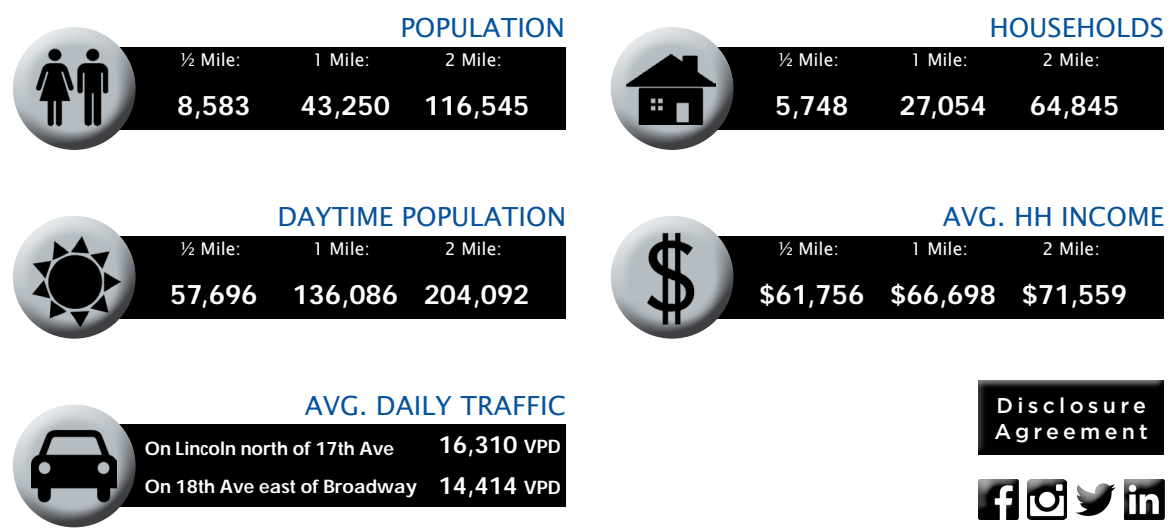 POPULATION
½ Mile: 1 Mile: 2 Mile:
8,583 43,250 116,545
HOUSEHOLDS
½ Mile: 1 Mile: 2 Mile:
5,748 27,054 64,845
DAYTIME POPULATION
½ Mile: 1 Mile: 2 Mile:
57,696 136,086 204,092
AVG. HH INCOME
½ Mile: 1 Mile: 2 Mile:
$61,756 $66,698 $71,559
AVG. DAILY TRAFFIC
On Lincoln north of 17th Ave 16,310 VPD
On 18th Ave east of Broadway 14,414 VPD
Disclosure
Agreement